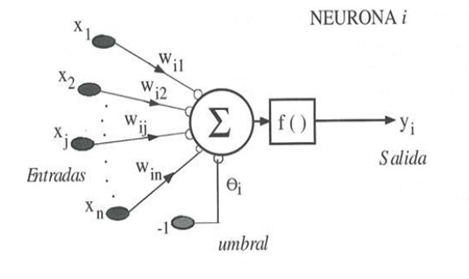 NEURONA i
x1
wi1
x2
wi2
xj
wij
Σ
f ( )
yi
Salida
Entradas
win
xn
Θi
-1
umbral